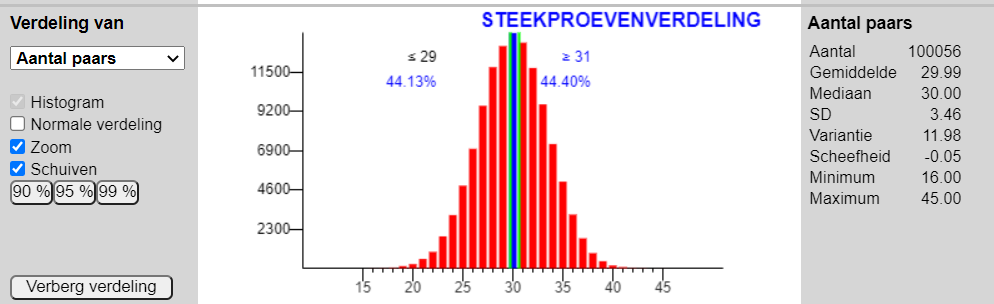 Verdeling van
Aantal paars
Histogram
Normale verdeling
Zoom
Schuiven
90 % 95 % 99 %
Verberg verdeling
STEEKPROEVENVERDELING
≤ 29 ≥ 31
44.13% 44.40%
11500
9200
6900
4600
2300
15 20 25 30 35 40 45
Aantal paars
Aantal 100056
Gemiddelde 29.99
Mediaan 30.00
SD 3.46
Variantie 11.98
Scheefheid -0.05
Minimum 16.00
Maximum 45.00